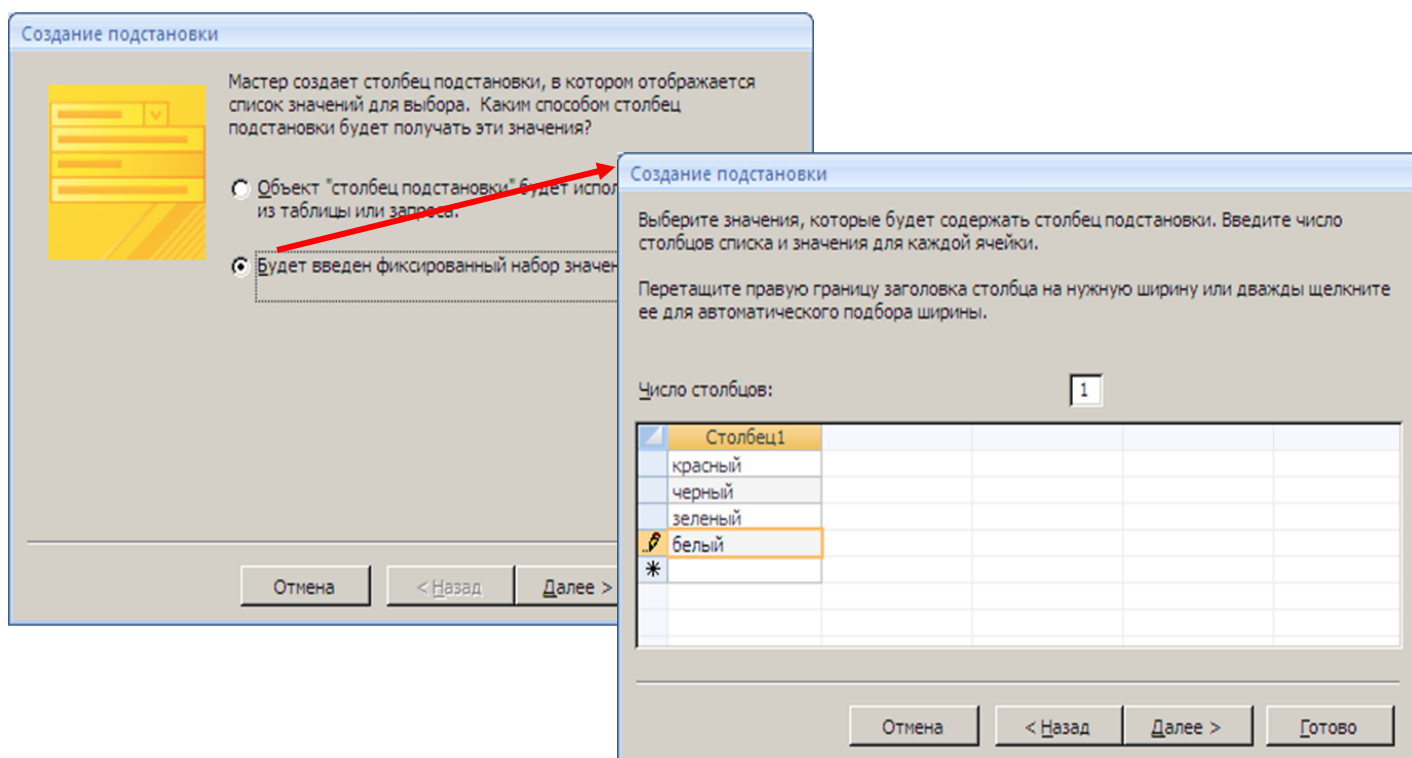 Создание подстановки
Мастер создает столбец подстановки, в котором отображается
список значений для выбора. Каким способом столбец
подстановки будет получать эти значения?
Объект "столбец подстановки" будет
из таблицы или запроса.
Будет введен фиксированный набор
Отмена
< Назад
Далее >
Создание подстановки
Выберите значения, которые будет содержать столбец подстановки. Введите число
столбцов списка и значения для каждой ячейки.
Перетащите правую границу заголовка столбца на нужную ширину или дважды щелкните
ее для автоматического подбора ширины.
Число столбцов:
1
Столбец1
красный
черный
зеленый
белый
Отмена
< Назад
Далее >
Готово